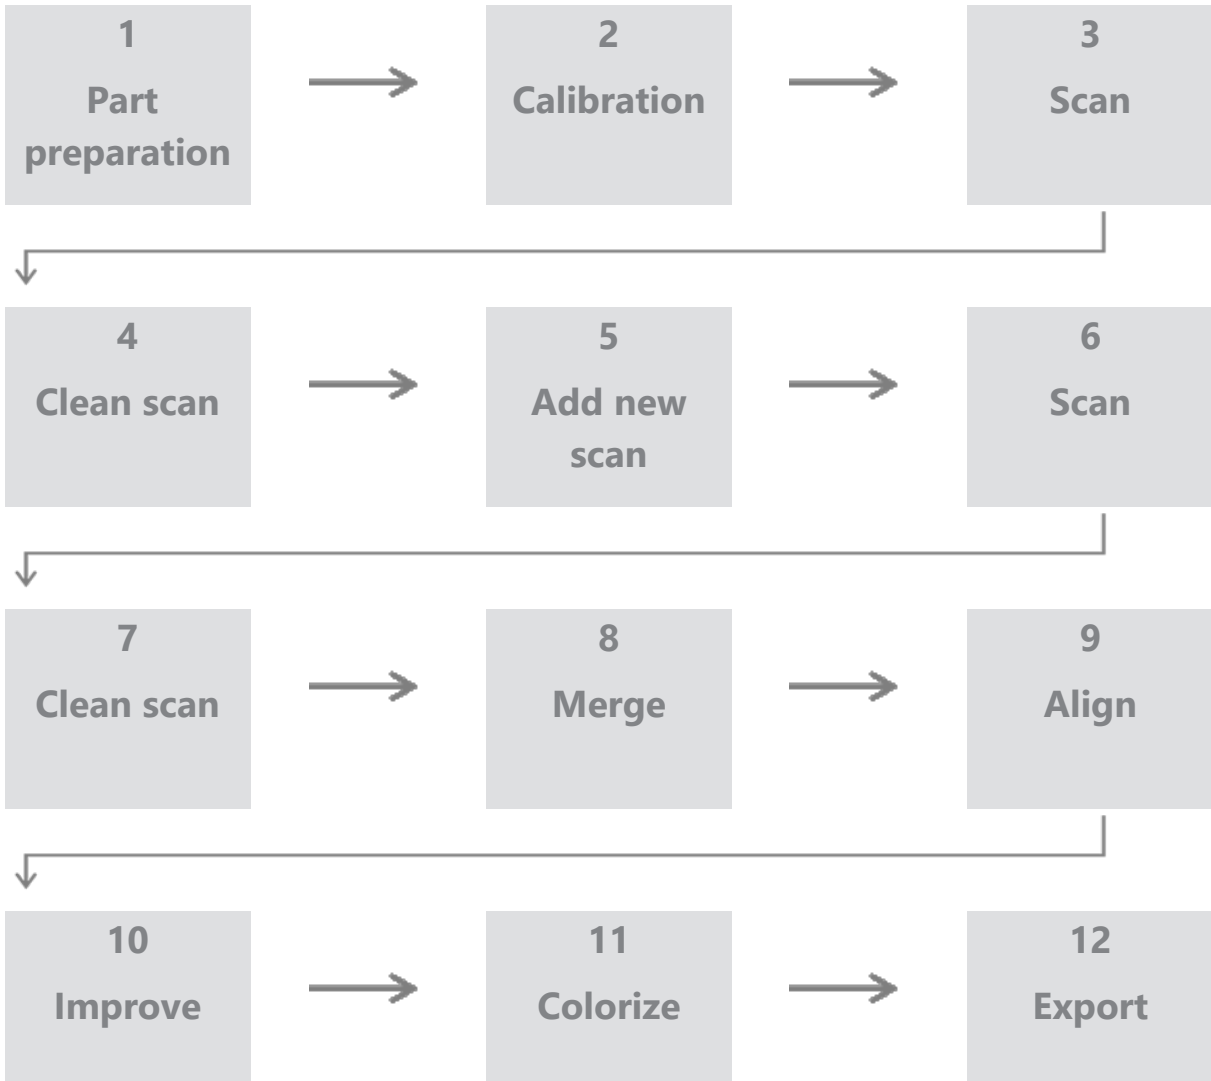 1
Part
preparation
2
Calibration
3
Scan
4
Clean scan
5
Add new
scan
6
Scan
7
Clean scan
8
Merge
9
Align
10
Improve
11
Colorize
12
Export